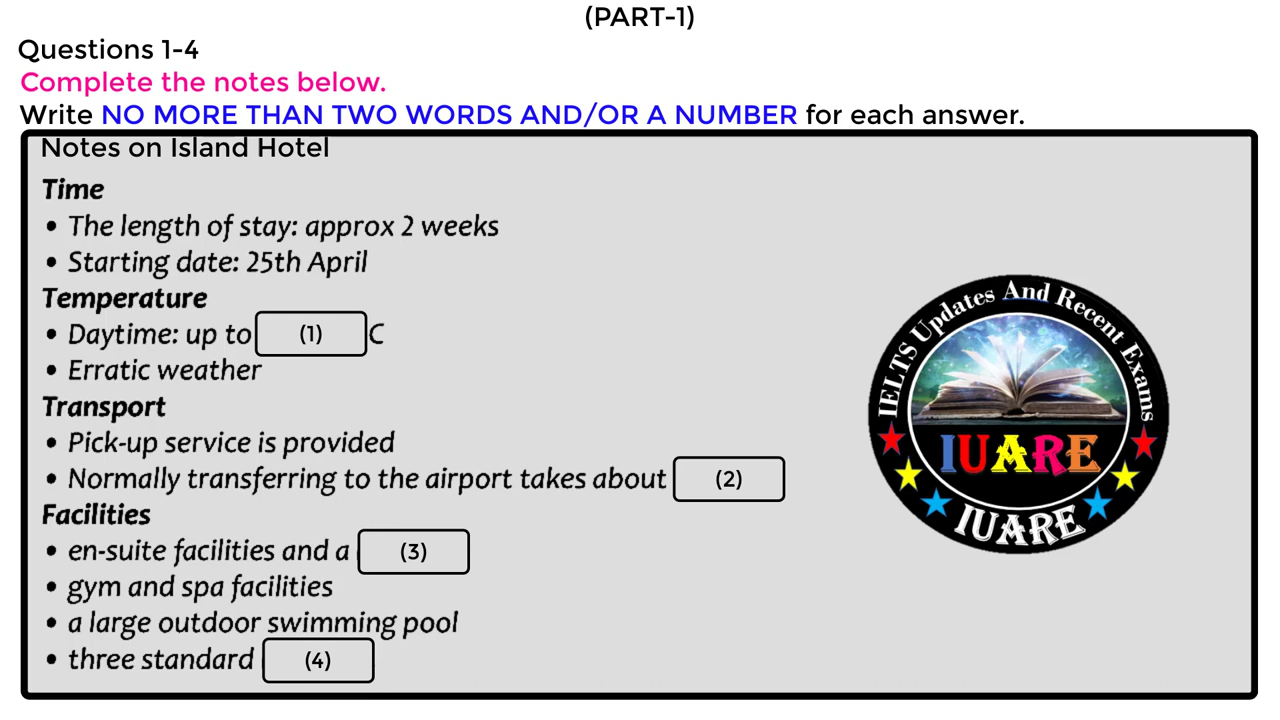 (PART-1)
Questions 1-4
Complete the notes below.
Write NO MORE THAN TWO WORDS AND/OR A NUMBER for each answer.
Notes on Island Hotel
Time
• The length of stay: approx 2 weeks
• Starting date: 25th April
Temperature
• Daytime: up to (1) C
• Erratic weather
Transport
• Pick-up service is provided
• Normally transferring to the airport takes about (2)
Facilities
• en-suite facilities and a (3)
• gym and spa facilities
• a large outdoor swimming pool
• three standard (4)
IELTS Updates And Recent Exams
IUARE
IUARE